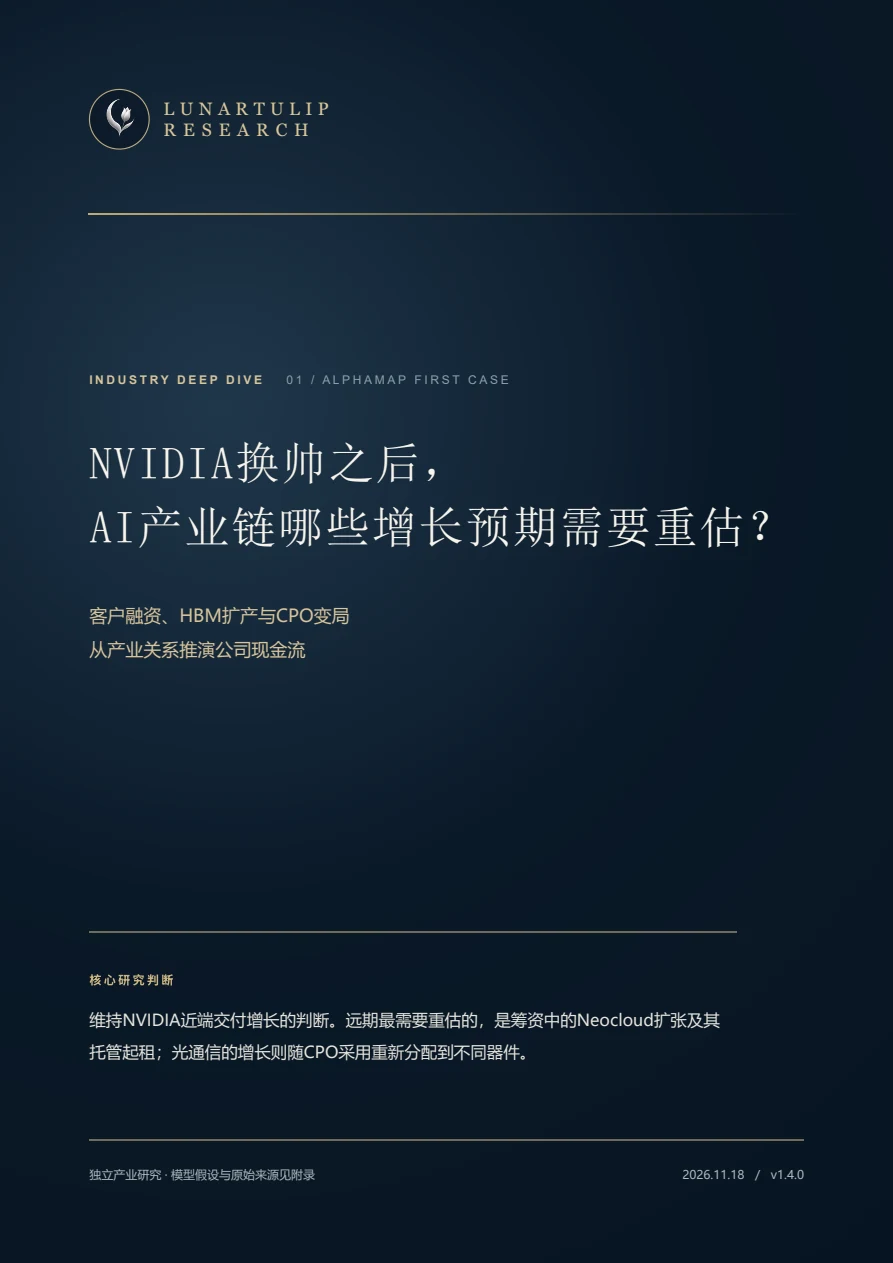 LUNARTULIP
RESEARCH
INDUSTRY DEEP DIVE 01 / ALPHAMAP FIRST CASE
NVIDIA换帅之后，
AI产业链哪些增长预期需要重估？
客户融资、HBM扩产与CPO变局
从产业关系推演公司现金流
核心研究判断
维持NVIDIA近端交付增长的判断。远期最需要重估的，是筹资中的Neocloud扩张及其
托管起租；光通信的增长则随CPO采用重新分配到不同器件。
独立产业研究 · 模型假设与原始来源见附录
2026.11.18 / v1.4.0